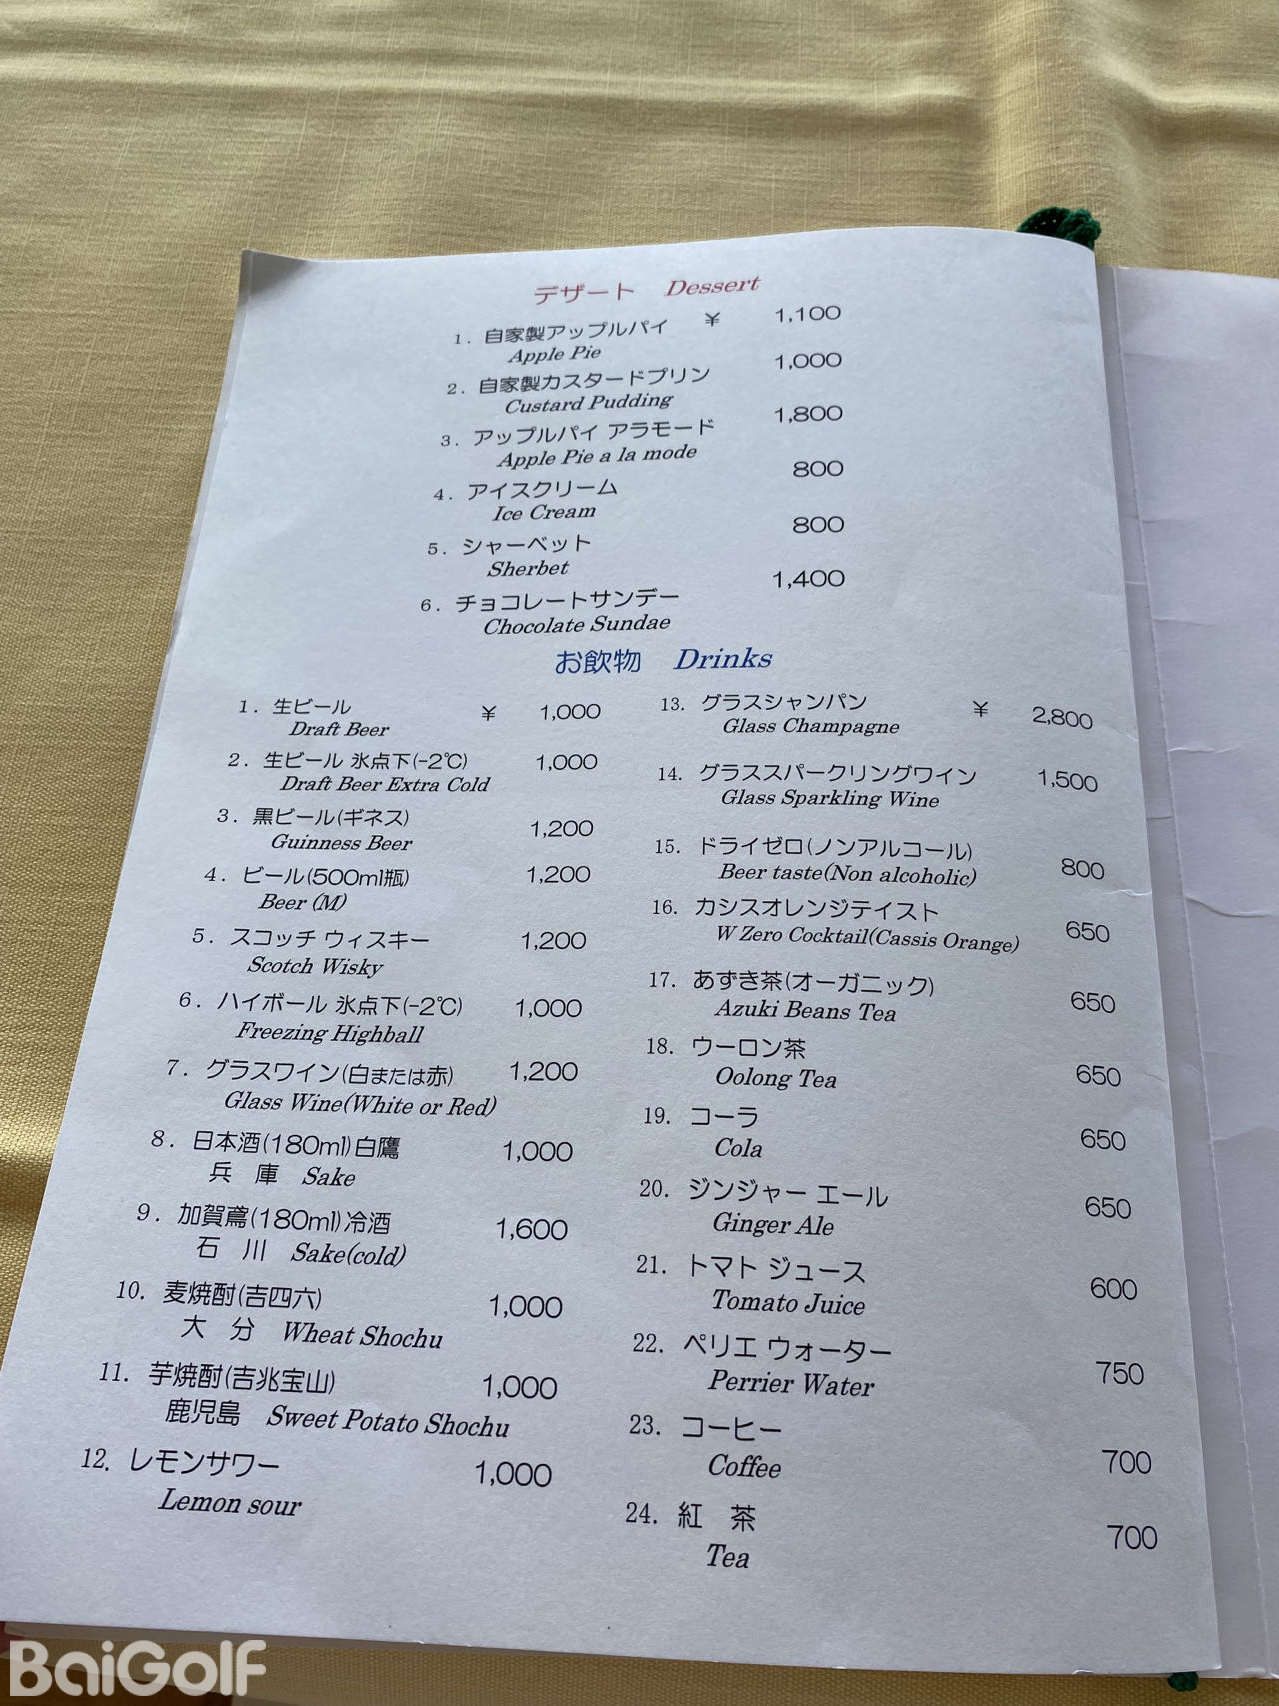 デザート Dessert
1. 自家製アップルパイ ¥ 1,100
Apple Pie
2. 自家製カスタードプリン 1,000
Custard Pudding
3. アップルパイ アラモード 1,800
Apple Pie a la mode
4. アイスクリーム 800
Ice Cream
5. シャーベット 800
Sherbet
6. チョコレートサンデー 1,400
Chocolate Sundae
お飲物 Drinks
1. 生ビール ¥ 1,000
Draft Beer
2. 生ビール 氷点下(-2℃) 1,000
Draft Beer Extra Cold
3. 黒ビール(ギネス) 1,200
Guinness Beer
4. ビール(500ml瓶) 1,200
Beer (M)
5. スコッチ ウィスキー 1,200
Scotch Wisky
6. ハイボール 氷点下(-2℃) 1,000
Freezing Highball
7. グラスワイン(白または赤) 1,200
Glass Wine(White or Red)
8. 日本酒(180ml)白鷹 1,000
兵 庫 Sake
9. 加賀鳶(180ml)冷酒 1,600
石 川 Sake(cold)
10. 麦焼酎(吉四六) 1,000
大 分 Wheat Shochu
11. 芋焼酎(吉兆宝山) 1,000
鹿児島 Sweet Potato Shochu
12. レモンサワー 1,000
Lemon sour
13. グラスシャンパン ¥ 2,800
Glass Champagne
14. グラススパークリングワイン 1,500
Glass Sparkling Wine
15. ドライゼロ(ノンアルコール) 800
Beer taste(Non alcoholic)
16. カシスオレンジテイスト 650
W Zero Cocktail(Cassis Orange)
17. あずき茶(オーガニック) 650
Azuki Beans Tea
18. ウーロン茶 650
Oolong Tea
19. コーラ 650
Cola
20. ジンジャー エール 650
Ginger Ale
21. トマト ジュース 600
Tomato Juice
22. ペリエ ウォーター 750
Perrier Water
23. コーヒー 700
Coffee
24. 紅 茶 700
Tea
BaiGolf